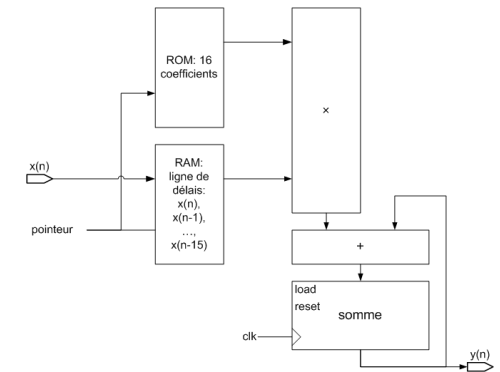 ROM: 16
coefficients
×
x(n)
RAM:
ligne de
délais:
x(n),
x(n-1),
...,
x(n-15)
pointeur
+
load
reset
somme
clk
y(n)